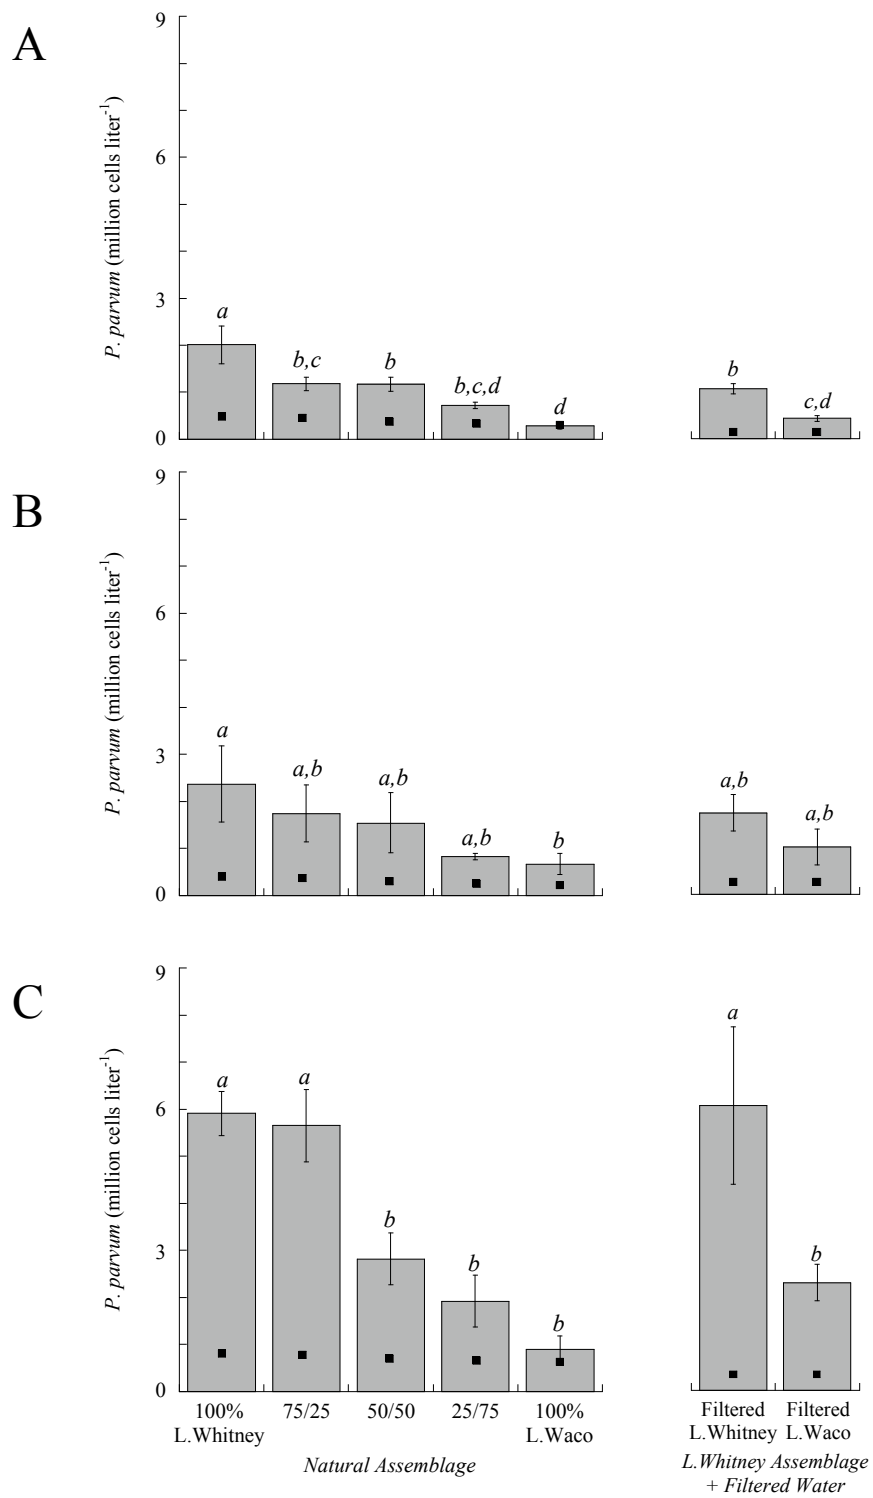 A
P. parvum (million cells liter-1)
9
6
3
0
a
b,c
b
b,c,d
d
b
c,d
B
P. parvum (million cells liter-1)
9
6
3
0
a
a,b
a,b
a,b
b
a,b
a,b
C
P. parvum (million cells liter-1)
9
6
3
0
a
a
b
b
b
a
b
100% L.Whitney
75/25
50/50
25/75
100% L.Waco
Filtered L.Whitney
Filtered L.Waco
Natural Assemblage
L.Whitney Assemblage
+ Filtered Water